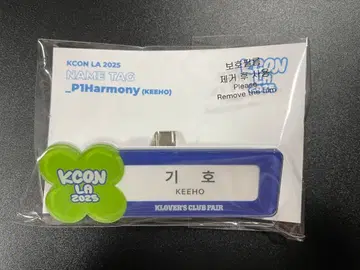 KCON LA 2025
NAME TAG
_P1Harmony (KEEHO)
보호필름
제거 후 사용
Please
Remove the film
KCON
LA
2025
기 호
KEEHO
KLOVER'S CLUB FAIR